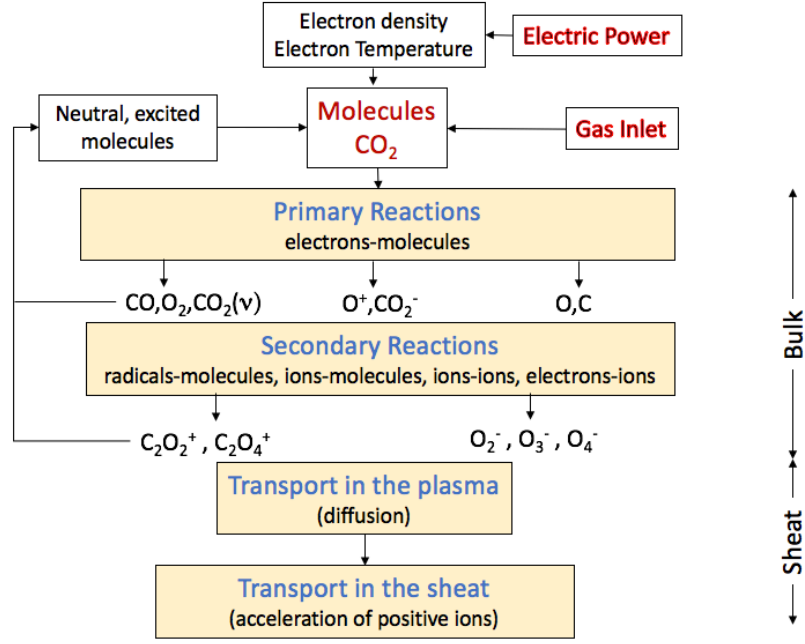 Electron density
Electron Temperature
Electric Power
Neutral, excited
molecules
Molecules
CO₂
Gas Inlet
Primary Reactions
electrons-molecules
CO,O₂,CO₂(ν)
O⁺,CO₂⁻
O,C
Secondary Reactions
radicals-molecules, ions-molecules, ions-ions, electrons-ions
C₂O₂⁺ , C₂O₄⁺
O₂⁻ , O₃⁻ , O₄⁻
Transport in the plasma
(diffusion)
Transport in the sheat
(acceleration of positive ions)
Bulk
Sheat